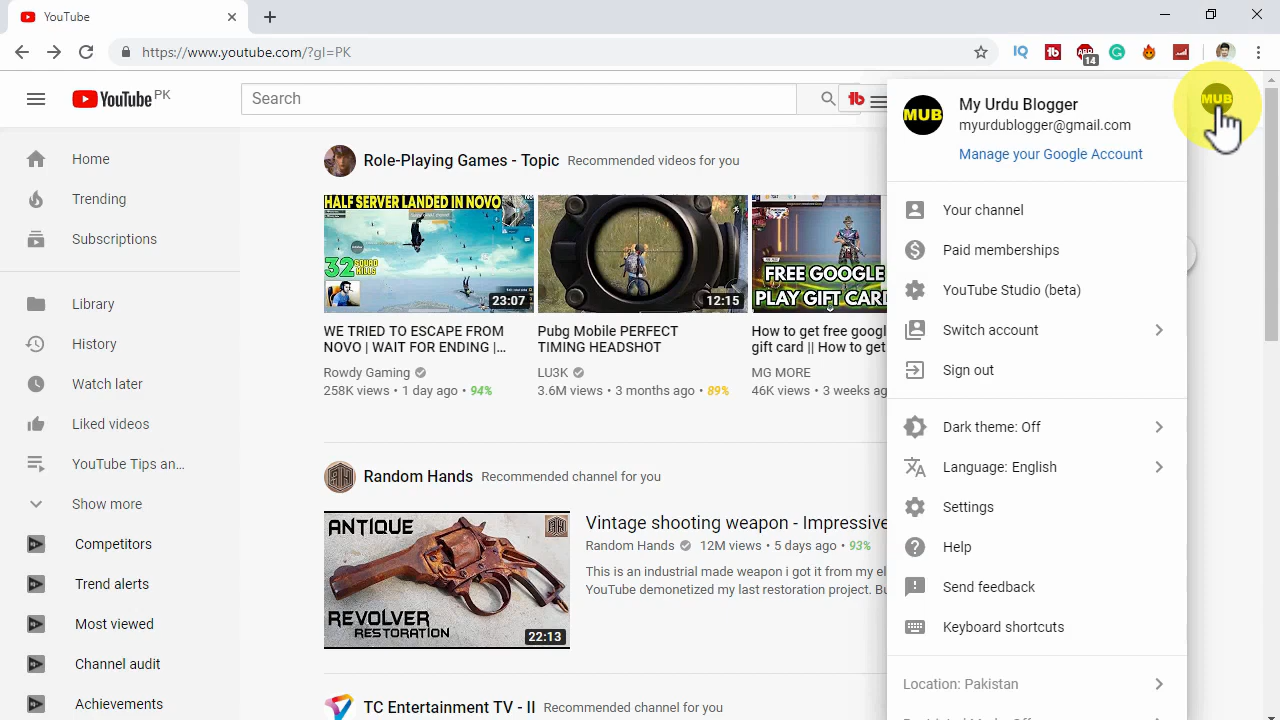 YouTube
https://www.youtube.com/?gl=PK
IQ
tb
ABD
14
YouTube PK
Search
tb
MUB
Home
Trending
Subscriptions
Library
History
Watch later
Liked videos
YouTube Tips an...
Show more
Competitors
Trend alerts
Most viewed
Channel audit
Achievements
Role-Playing Games - Topic Recommended videos for you
HALF SERVER LANDED IN NOVO
32 SQUAD KILLS
23:07
WE TRIED TO ESCAPE FROM
NOVO | WAIT FOR ENDING |...
Rowdy Gaming
258K views • 1 day ago • 94%
12:15
Pubg Mobile PERFECT
TIMING HEADSHOT
LU3K
3.6M views • 3 months ago • 89%
FREE GOOGLE
PLAY GIFT CARD
How to get free googl
gift card || How to get
MG MORE
46K views • 3 weeks ag
Random Hands Recommended channel for you
ANTIQUE
REVOLVER
RESTORATION
22:13
Vintage shooting weapon - Impressive
Random Hands 12M views • 5 days ago • 93%
This is an industrial made weapon i got it from my el
YouTube demonetized my last restoration project. Bu
TC Entertainment TV - II Recommended channel for you
MUB
My Urdu Blogger
myurdublogger@gmail.com
Manage your Google Account
Your channel
Paid memberships
YouTube Studio (beta)
Switch account
Sign out
Dark theme: Off
Language: English
Settings
Help
Send feedback
Keyboard shortcuts
Location: Pakistan